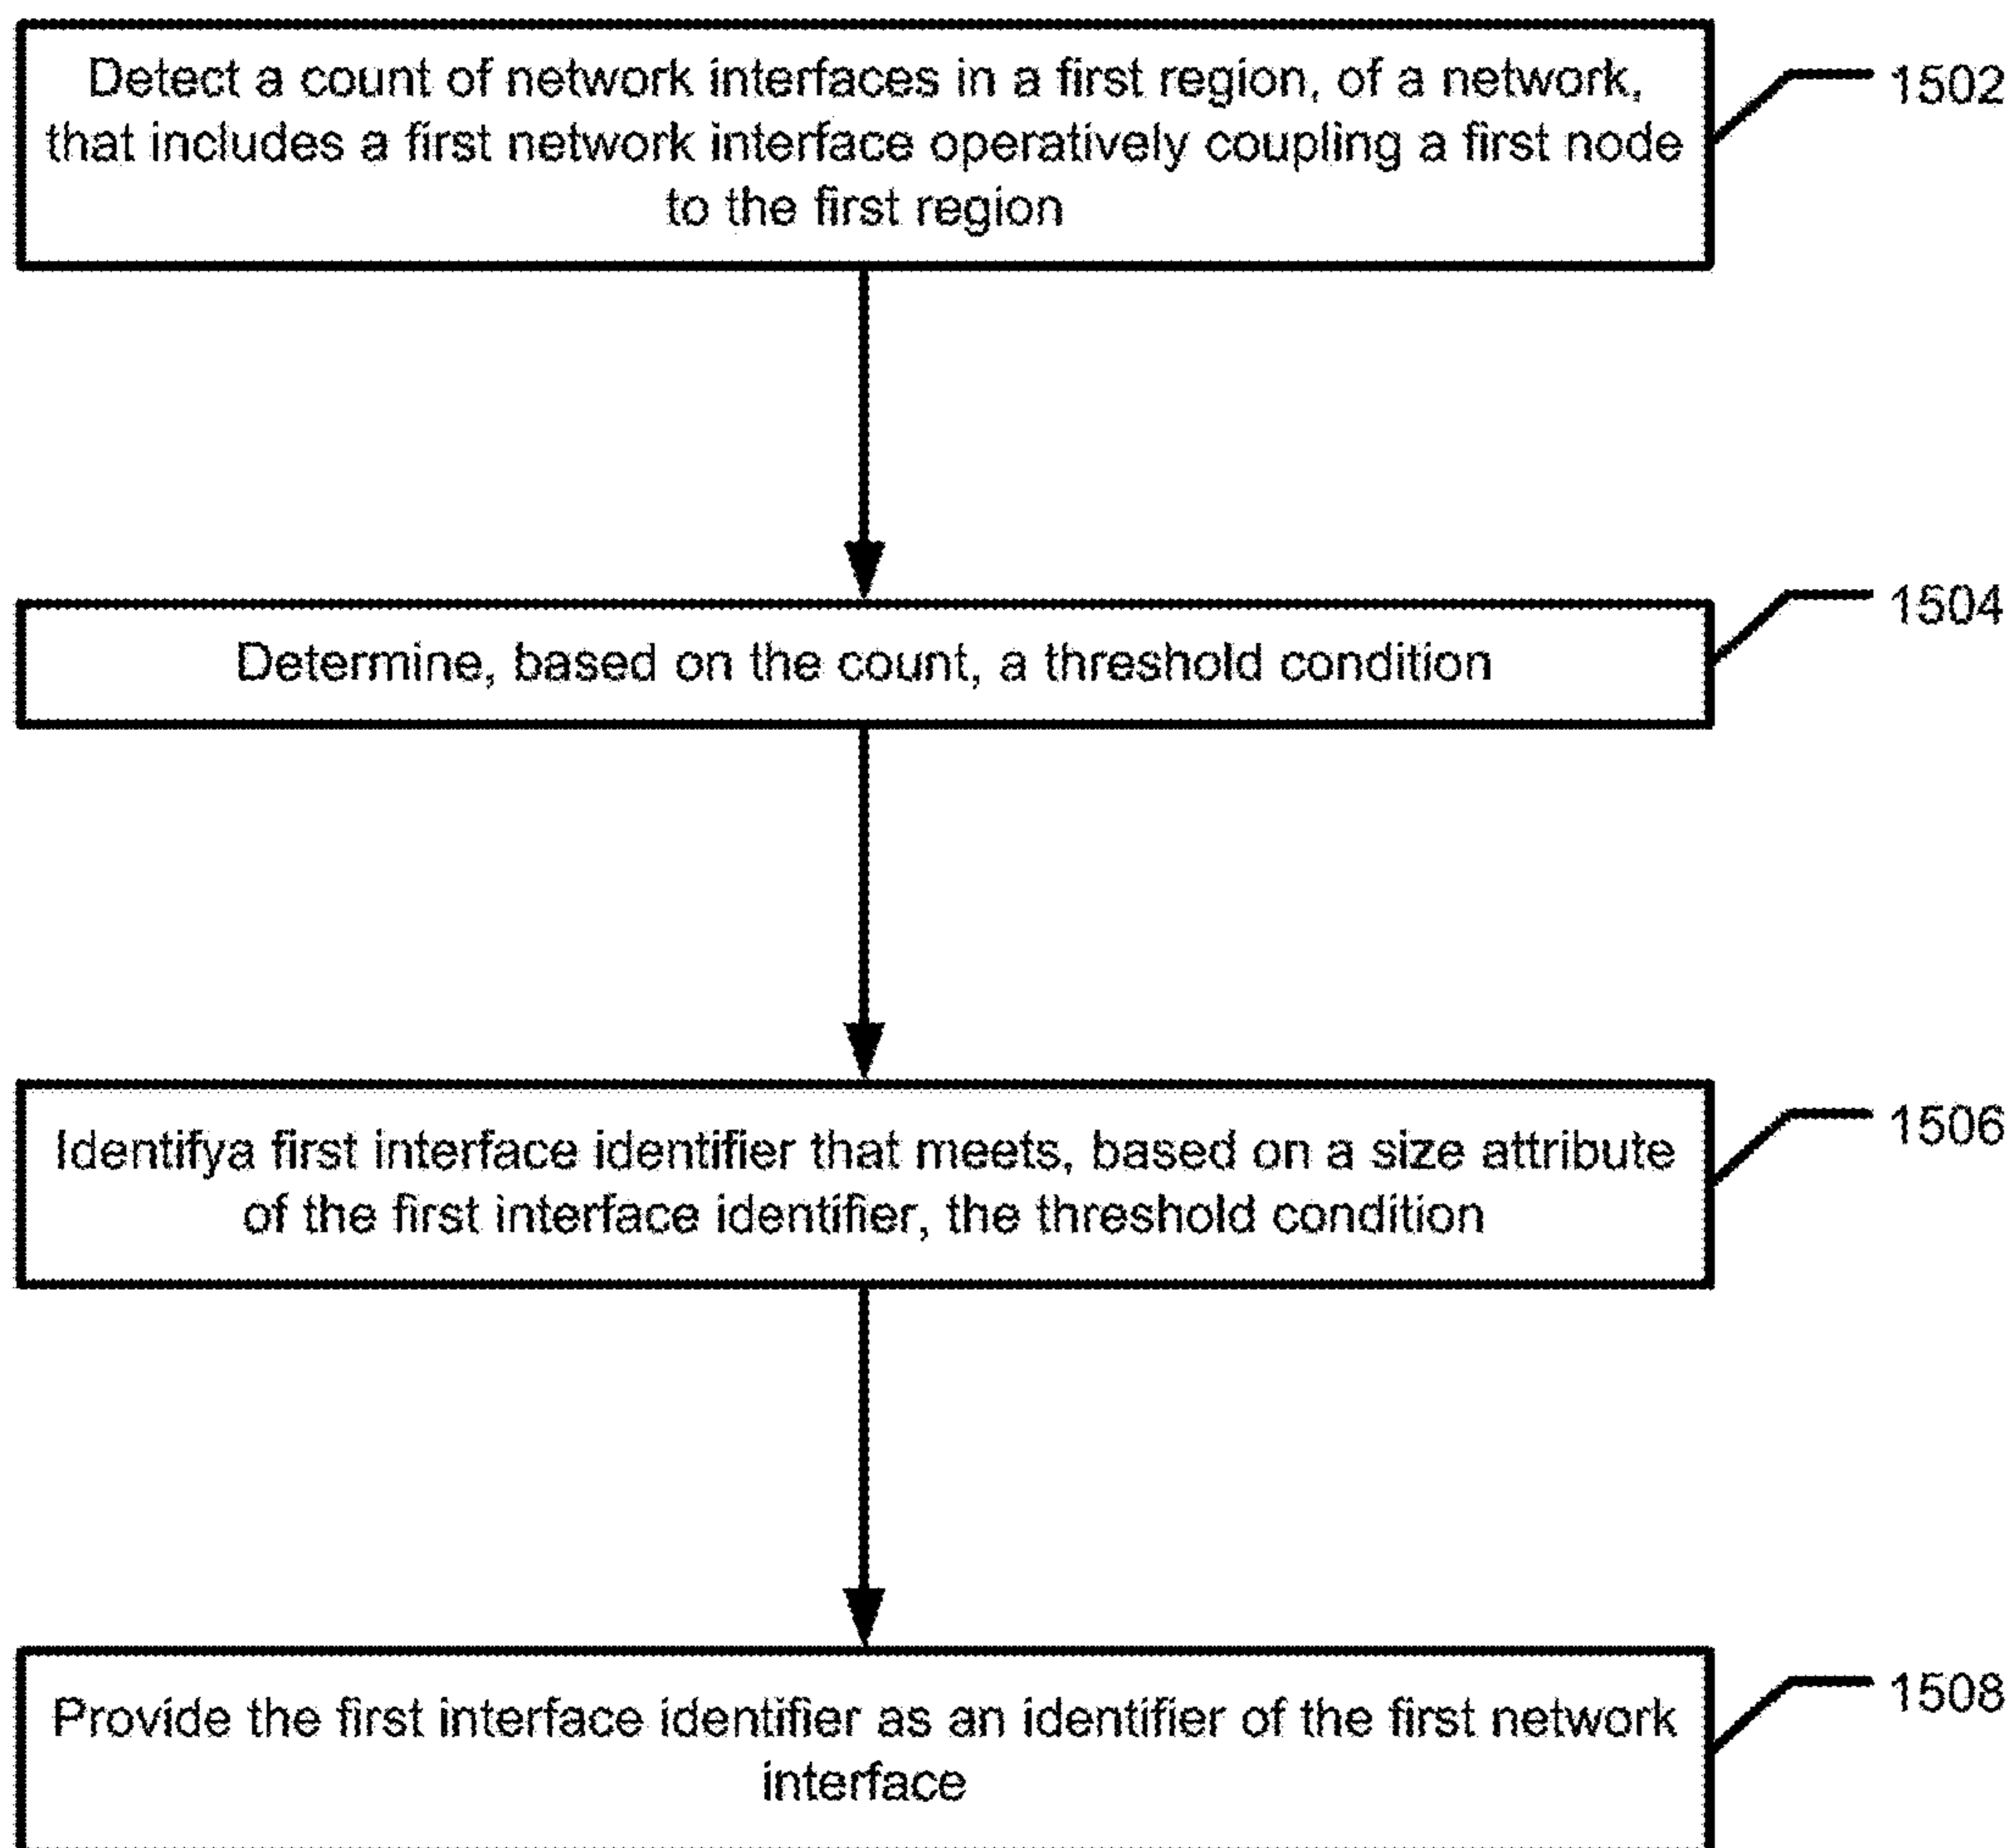 Detect a count of network interfaces in a first region, of a network,
that includes a first network interface operatively coupling a first node
to the first region
1502
Determine, based on the count, a threshold condition
1504
Identifya first interface identifier that meets, based on a size attribute
of the first interface identifier, the threshold condition
1506
Provide the first interface identifier as an identifier of the first network
interface
1508